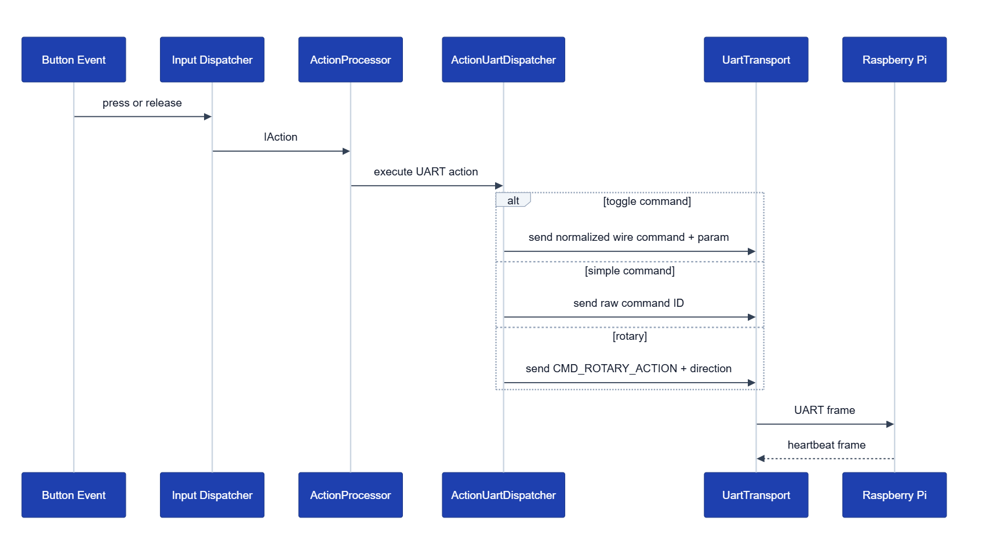 Button Event
Input Dispatcher
ActionProcessor
ActionUartDispatcher
UartTransport
Raspberry Pi
press or release
IAction
execute UART action
alt
[toggle command]
send normalized wire command + param
[simple command]
send raw command ID
[rotary]
send CMD_ROTARY_ACTION + direction
UART frame
heartbeat frame
Button Event
Input Dispatcher
ActionProcessor
ActionUartDispatcher
UartTransport
Raspberry Pi